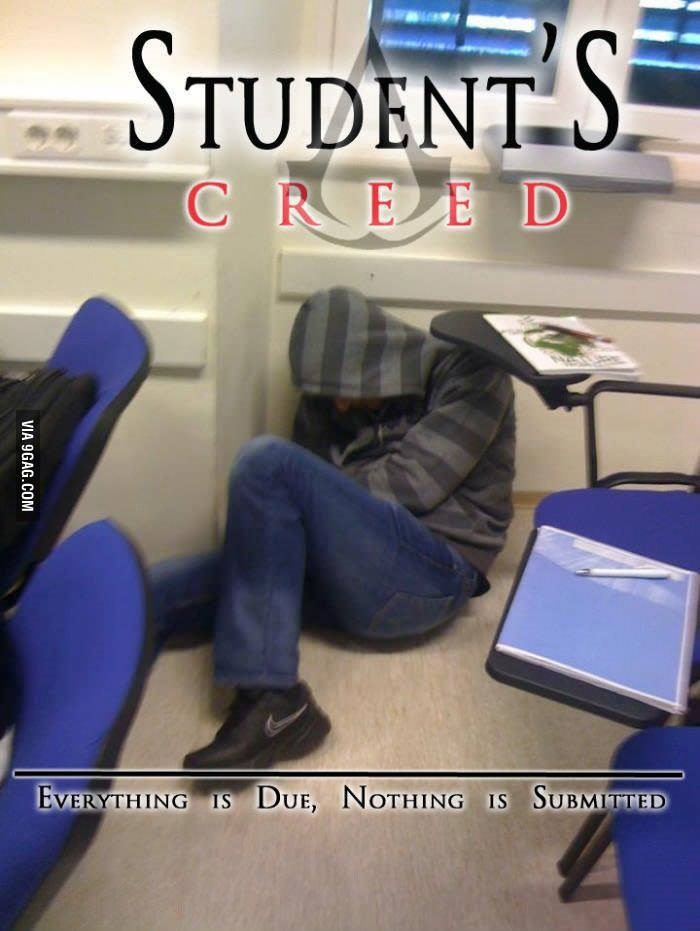 STUDENT'S
CREED
VIA 9GAG.COM
EVERYTHING IS DUE, NOTHING IS SUBMITTED